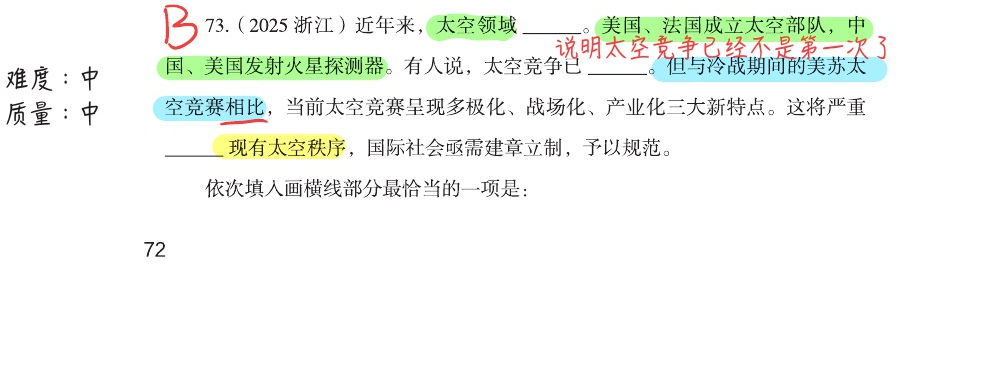 B 73.（2025 浙江）近年来，太空领域 ______。美国、法国成立太空部队，中
说明太空竞争已经不是第一次了
国、美国发射火星探测器。有人说，太空竞争已 ______。但与冷战期间的美苏太
难度：中
空竞赛相比，当前太空竞赛呈现多极化、战场化、产业化三大新特点。这将严重
质量：中
______ 现有太空秩序，国际社会亟需建章立制，予以规范。
依次填入画横线部分最恰当的一项是：
72